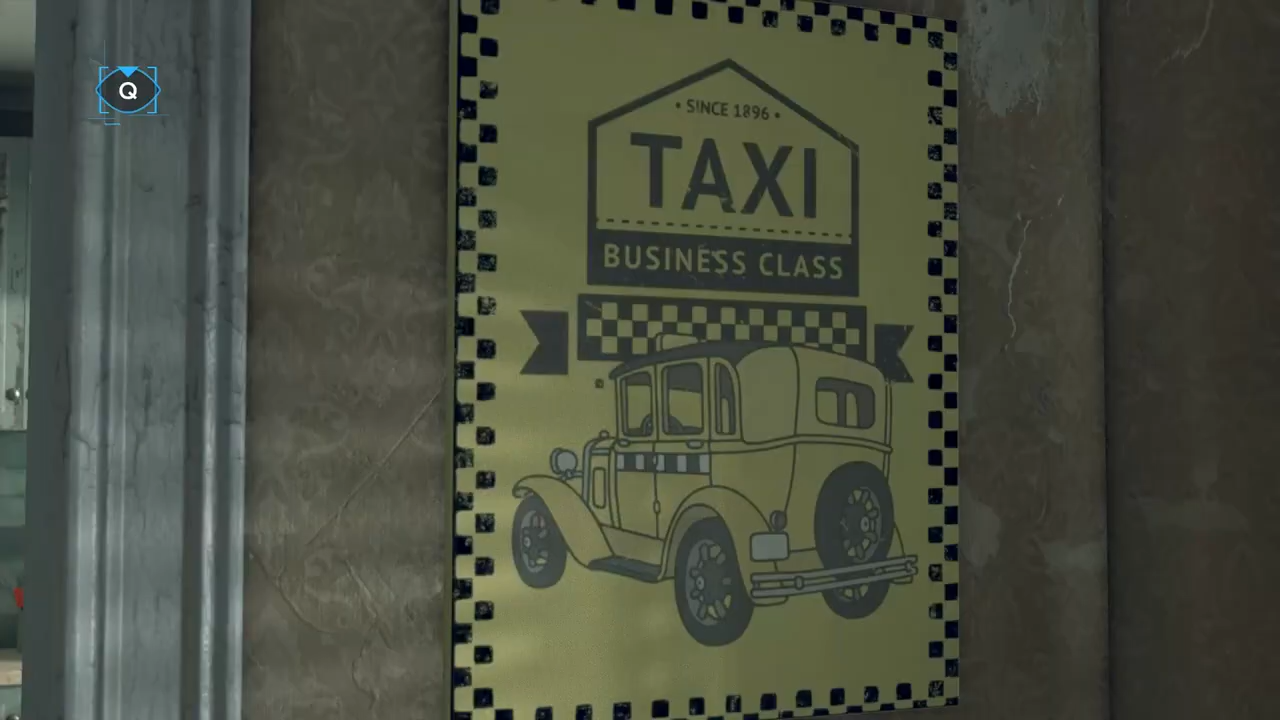 Q
• SINCE 1896 •
TAXI
BUSINESS CLASS